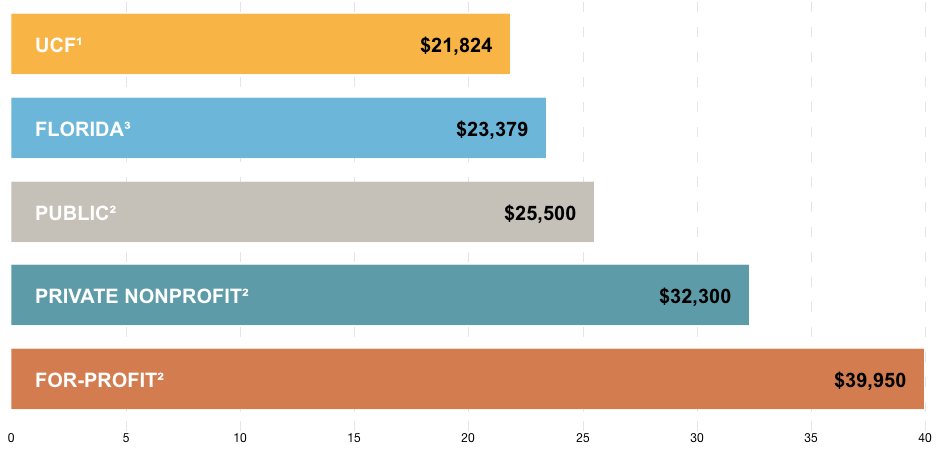 UCF¹ $21,824
FLORIDA³ $23,379
PUBLIC² $25,500
PRIVATE NONPROFIT² $32,300
FOR-PROFIT² $39,950
0 5 10 15 20 25 30 35 40